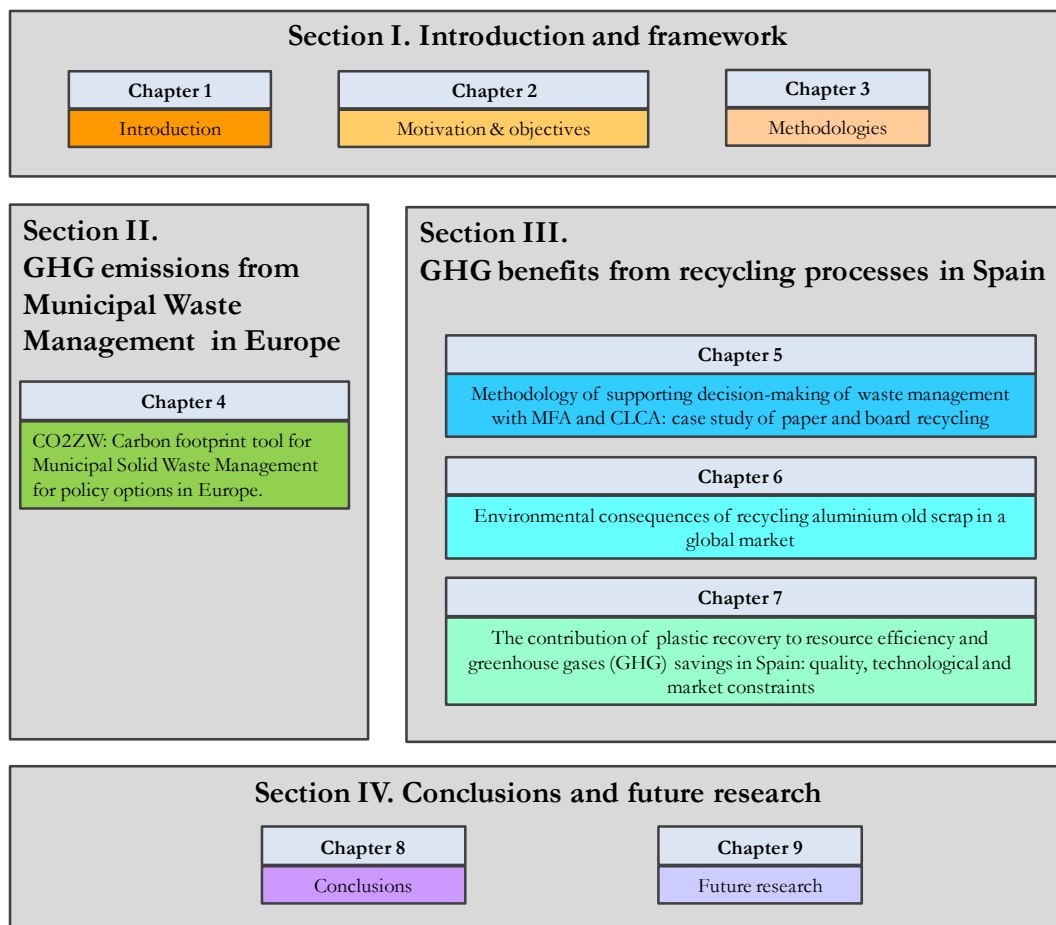 Section I. Introduction and framework
Chapter 1
Introduction
Chapter 2
Motivation & objectives
Chapter 3
Methodologies
Section II.
GHG emissions from
Municipal Waste
Management in Europe
Chapter 4
CO2ZW: Carbon footprint tool for
Municipal Solid Waste Management
for policy options in Europe.
Section III.
GHG benefits from recycling processes in Spain
Chapter 5
Methodology of supporting decision-making of waste management
with MFA and CLCA: case study of paper and board recycling
Chapter 6
Environmental consequences of recycling aluminium old scrap in a
global market
Chapter 7
The contribution of plastic recovery to resource efficiency and
greenhouse gases (GHG) savings in Spain: quality, technological and
market constraints
Section IV. Conclusions and future research
Chapter 8
Conclusions
Chapter 9
Future research